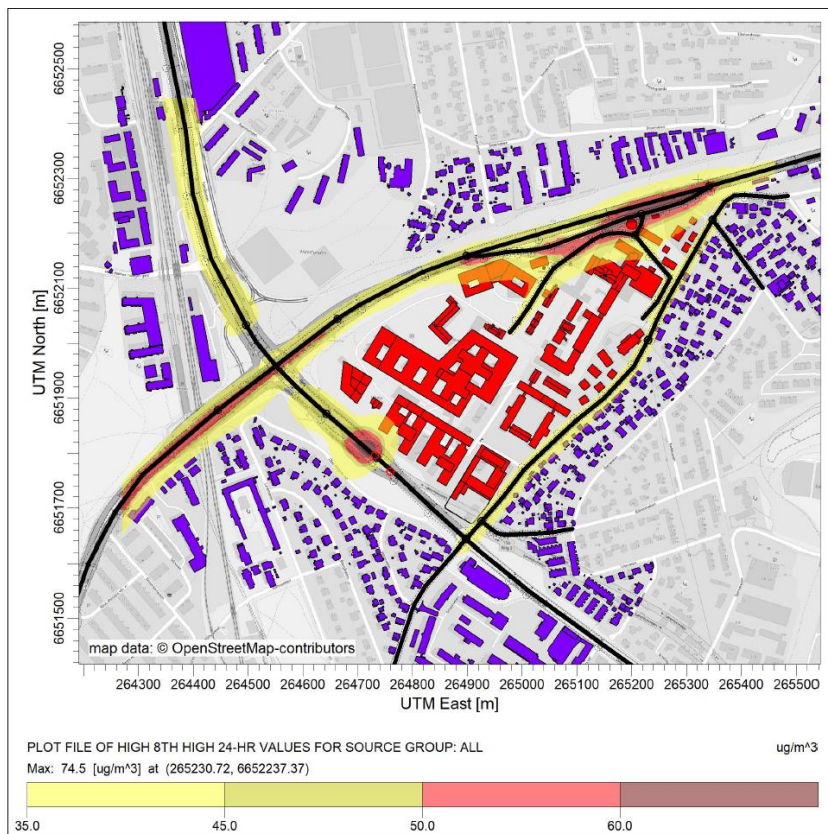 6652500
6652300
6652100
6651900
6651700
6651500
UTM North [m]
map data: © OpenStreetMap-contributors
264300 264400 264500 264600 264700 264800 264900 265000 265100 265200 265300 265400 265500
UTM East [m]
PLOT FILE OF HIGH 8TH HIGH 24-HR VALUES FOR SOURCE GROUP: ALL ug/m^3
Max: 74.5 [ug/m^3] at (265230.72, 6652237.37)
35.0 45.0 50.0 60.0